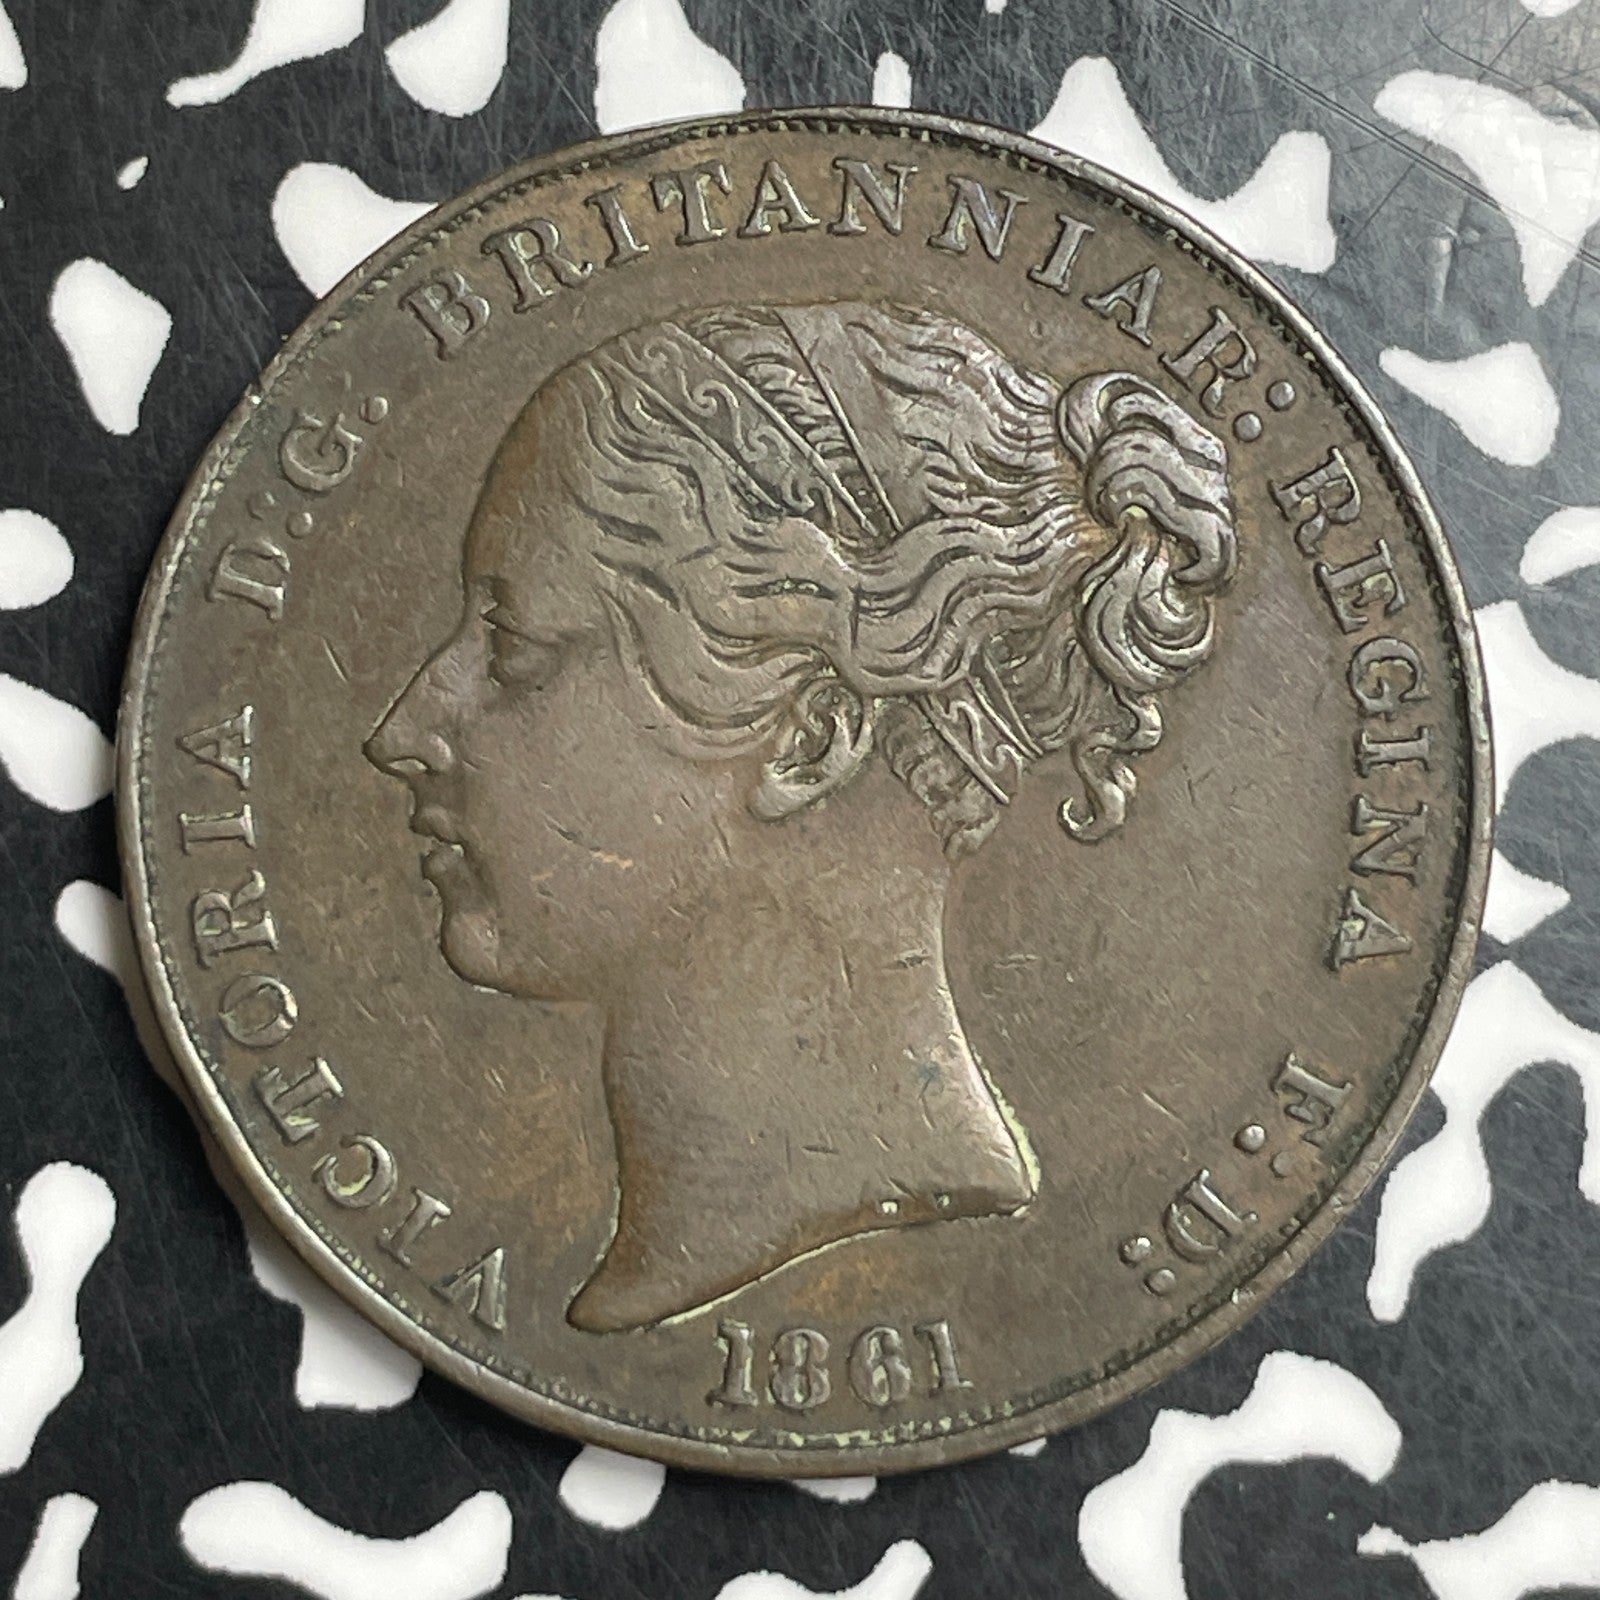 VICTORIA D:G. BRITANNIAR: REGINA F:D:
1861